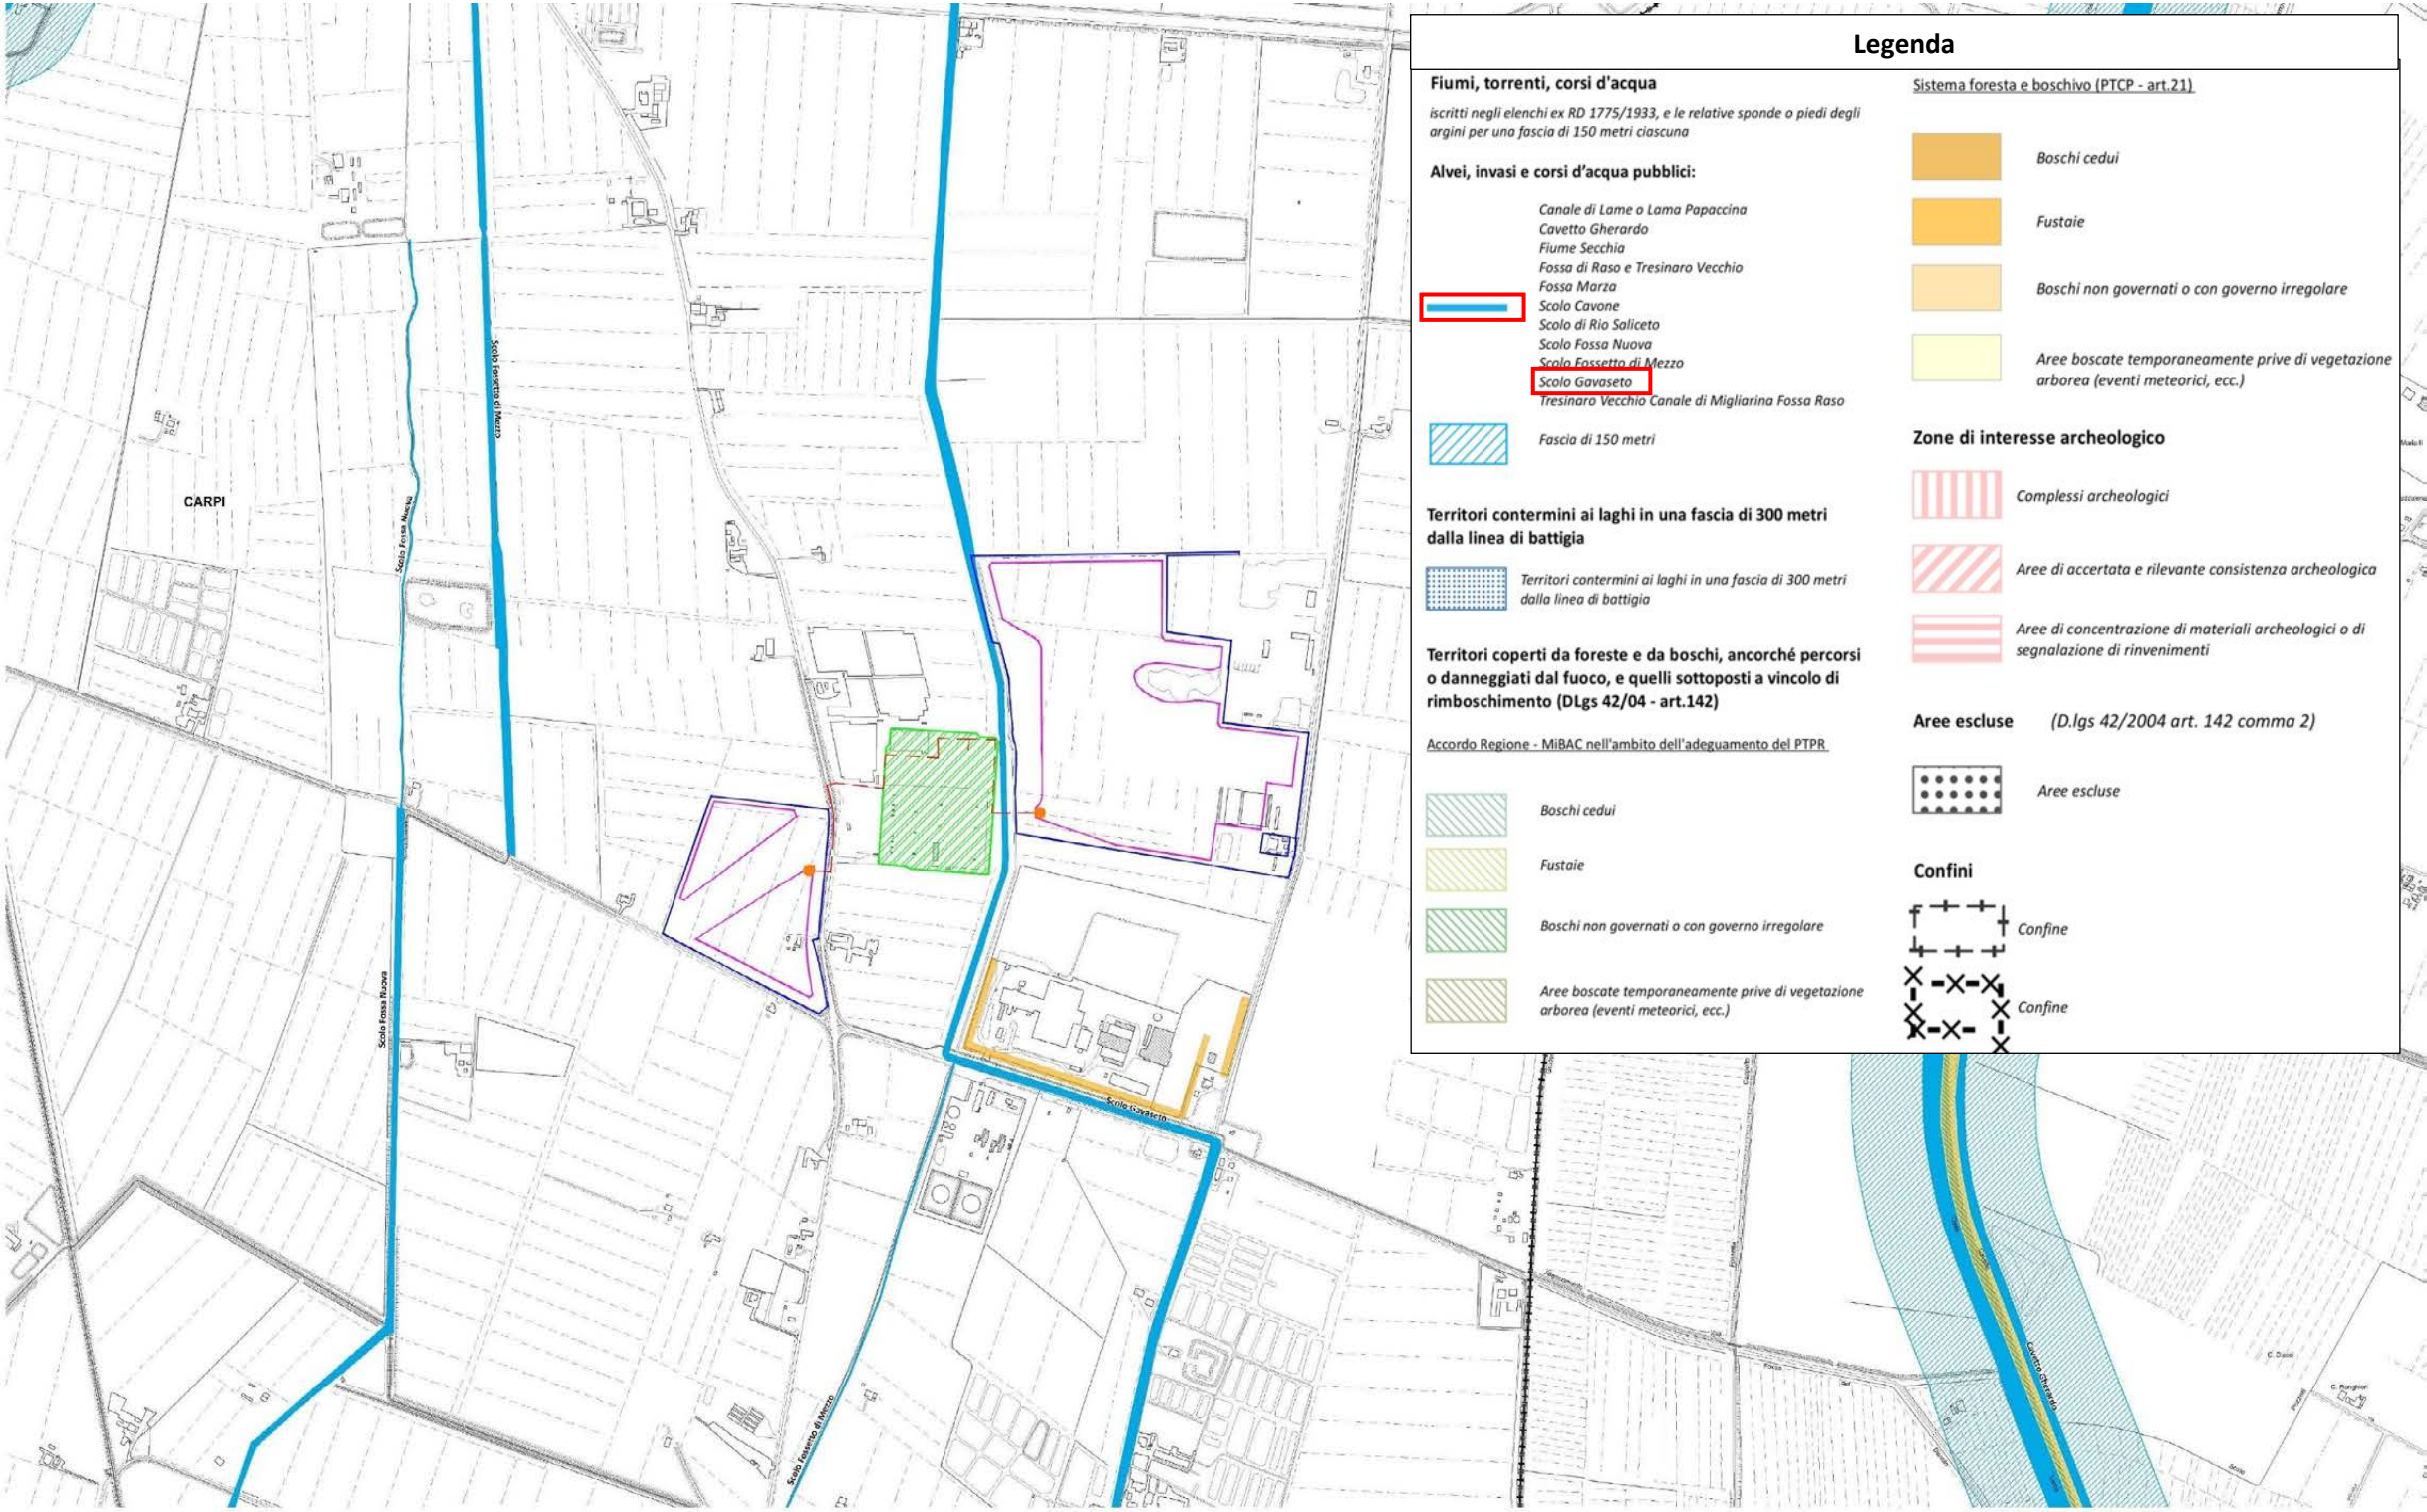 Legenda
Fiumi, torrenti, corsi d'acqua
iscritti negli elenchi ex RD 1775/1933, e le relative sponde o piedi degli
argini per una fascia di 150 metri ciascuna
Alvei, invasi e corsi d'acqua pubblici:
Canale di Lame o Lama Papaccina
Cavetto Gherardo
Fiume Secchia
Fossa di Raso e Tresinaro Vecchio
Fossa Marza
Scolo Cavone
Scolo di Rio Saliceto
Scolo Fossa Nuova
Scolo Fossetto di Mezzo
Scolo Gavaseto
Tresinaro Vecchio Canale di Migliarina Fossa Raso
Fascia di 150 metri
Territori contermini ai laghi in una fascia di 300 metri
dalla linea di battigia
Territori contermini ai laghi in una fascia di 300 metri
dalla linea di battigia
Territori coperti da foreste e da boschi, ancorché percorsi
o danneggiati dal fuoco, e quelli sottoposti a vincolo di
rimboschimento (DLgs 42/04 - art.142)
Accordo Regione - MiBAC nell'ambito dell'adeguamento del PTPR
Boschi cedui
Fustaie
Boschi non governati o con governo irregolare
Aree boscate temporaneamente prive di vegetazione
arborea (eventi meteorici, ecc.)
Sistema foresta e boschivo (PTCP - art.21)
Boschi cedui
Fustaie
Boschi non governati o con governo irregolare
Aree boscate temporaneamente prive di vegetazione
arborea (eventi meteorici, ecc.)
Zone di interesse archeologico
Complessi archeologici
Aree di accertata e rilevante consistenza archeologica
Aree di concentrazione di materiali archeologici o di
segnalazione di rinvenimenti
Aree escluse (D.lgs 42/2004 art. 142 comma 2)
Aree escluse
Confini
Confine
Confine
CARPI
Scolo Fossetto di Mezzo
Scolo Fossa Nuova
Scolo Fossa Nuova
Scolo Gavaseto
Scolo Fossetto di Mezzo
Cavetto Gherardo
C. Ronghieri